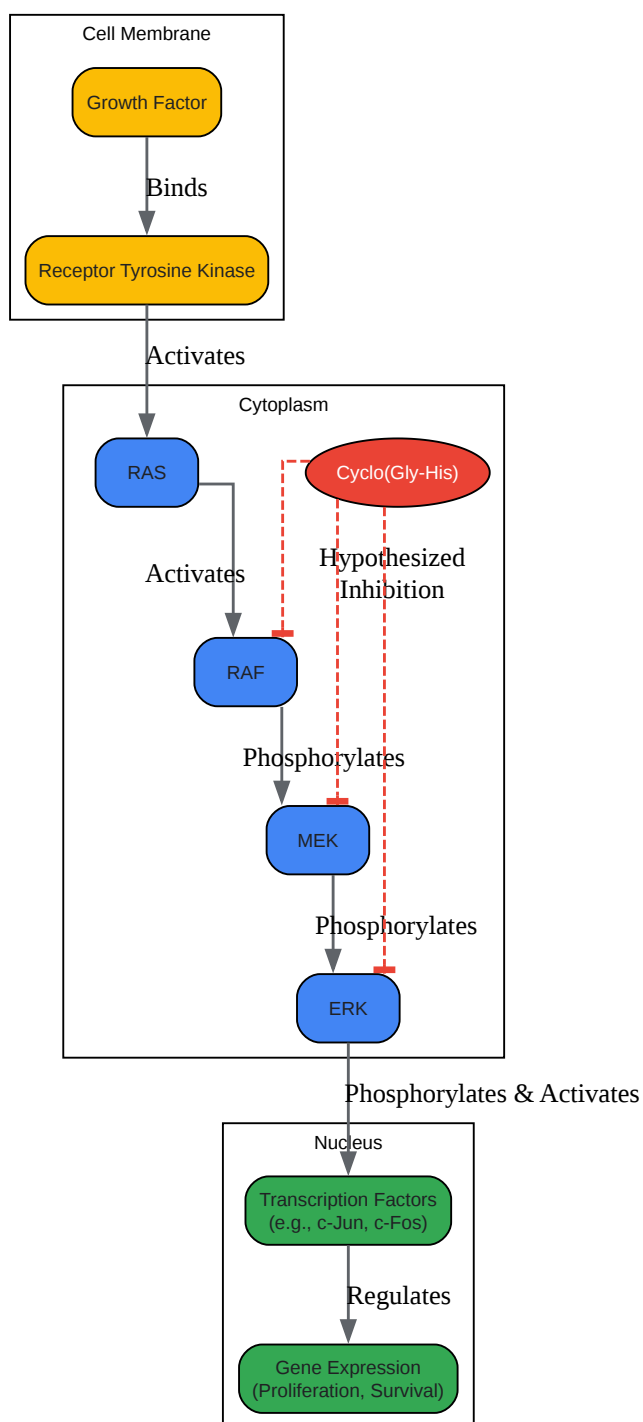 Cell Membrane
Growth Factor
Binds
Receptor Tyrosine Kinase
Activates
Cytoplasm
RAS
Cyclo(Gly-His)
Activates
Hypothesized
Inhibition
RAF
Phosphorylates
MEK
Phosphorylates
ERK
Phosphorylates & Activates
Nucleus
Transcription Factors
(e.g., c-Jun, c-Fos)
Regulates
Gene Expression
(Proliferation, Survival)